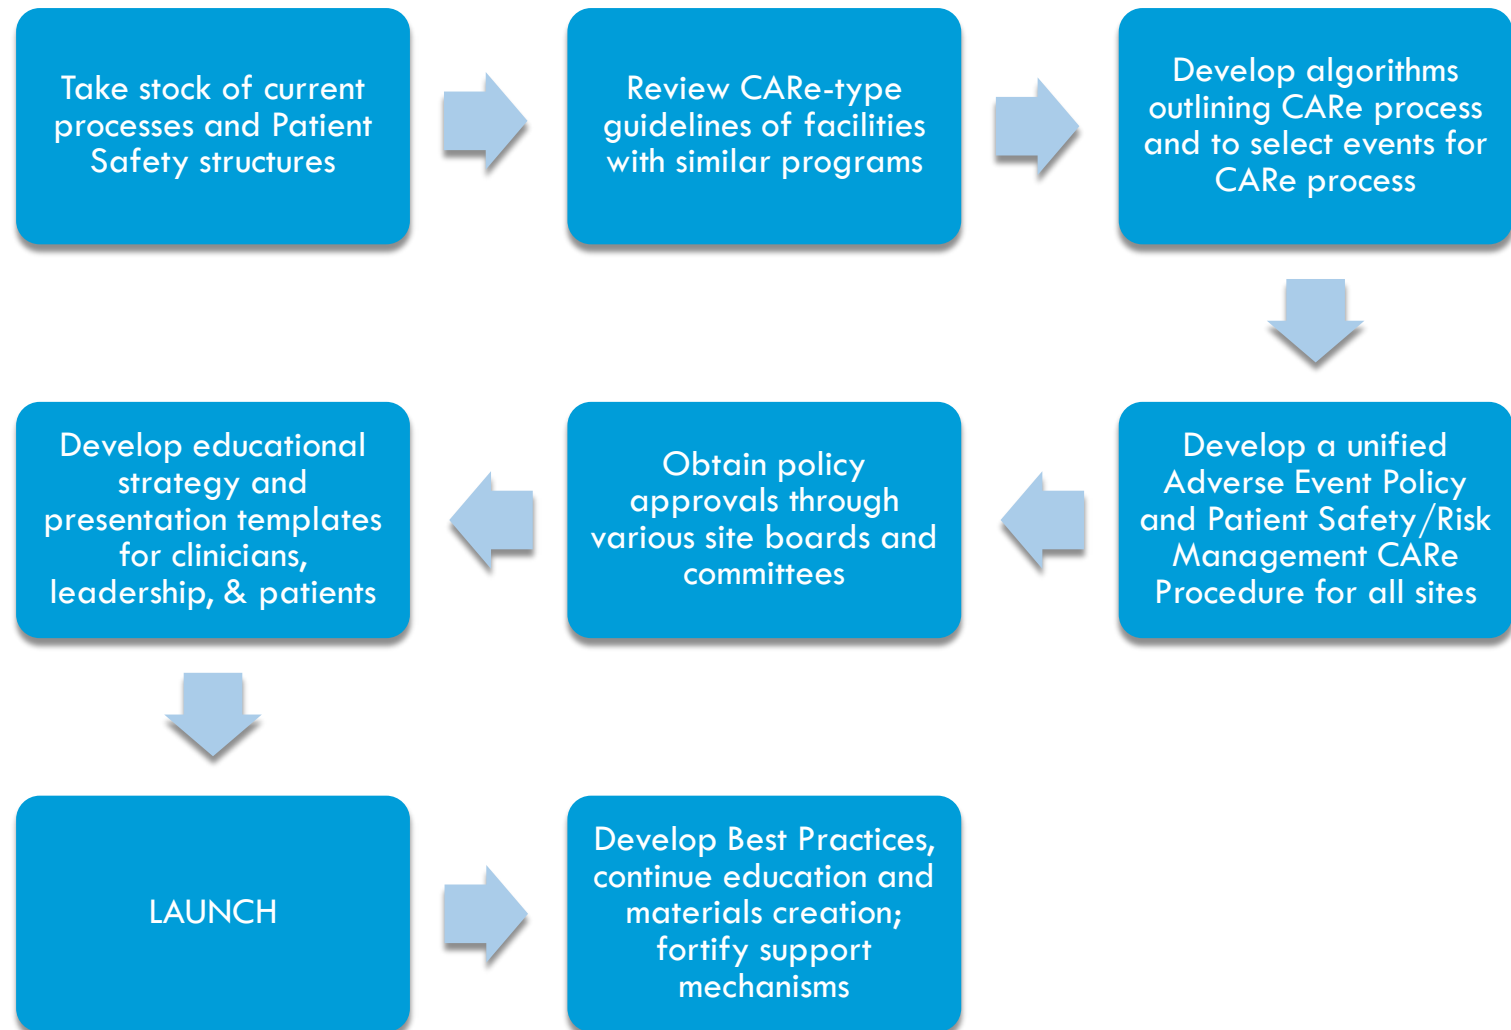 Take stock of current
processes and Patient
Safety structures
Review CARe-type
guidelines of facilities
with similar programs
Develop algorithms
outlining CARe process
and to select events for
CARe process
Develop a unified
Adverse Event Policy
and Patient Safety/Risk
Management CARe
Procedure for all sites
Obtain policy
approvals through
various site boards and
committees
Develop educational
strategy and
presentation templates
for clinicians,
leadership, & patients
LAUNCH
Develop Best Practices,
continue education and
materials creation;
fortify support
mechanisms